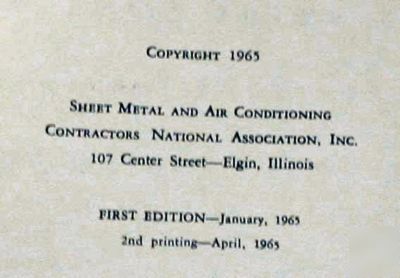 COPYRIGHT 1965
SHEET METAL AND AIR CONDITIONING
CONTRACTORS NATIONAL ASSOCIATION, INC.
107 Center Street—Elgin, Illinois
FIRST EDITION—January, 1965
2nd printing—April, 1965